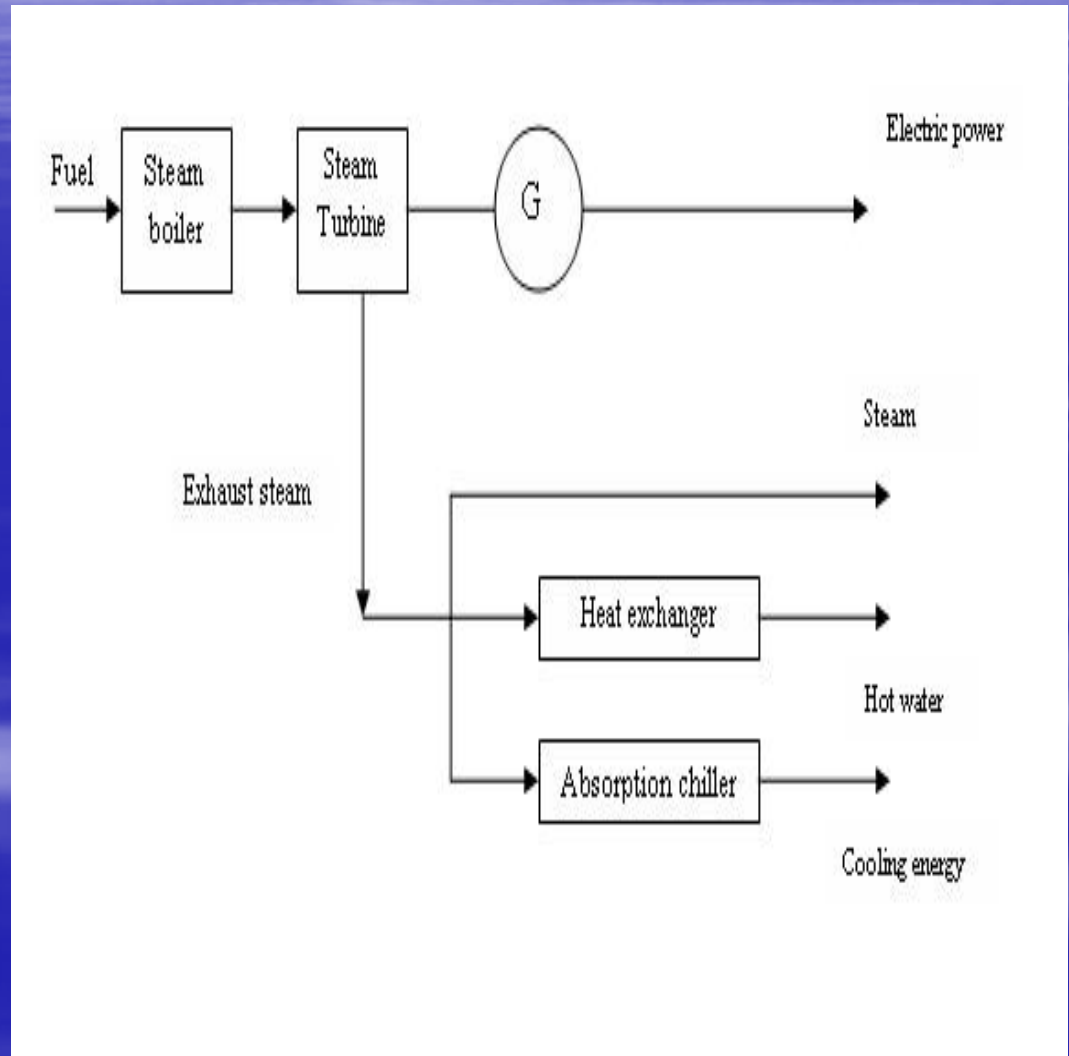 Electric power
Fuel
Steam
boiler
Steam
Turbine
G
Steam
Exhaust steam
Heat exchanger
Hot water
Absorption chiller
Cooling energy